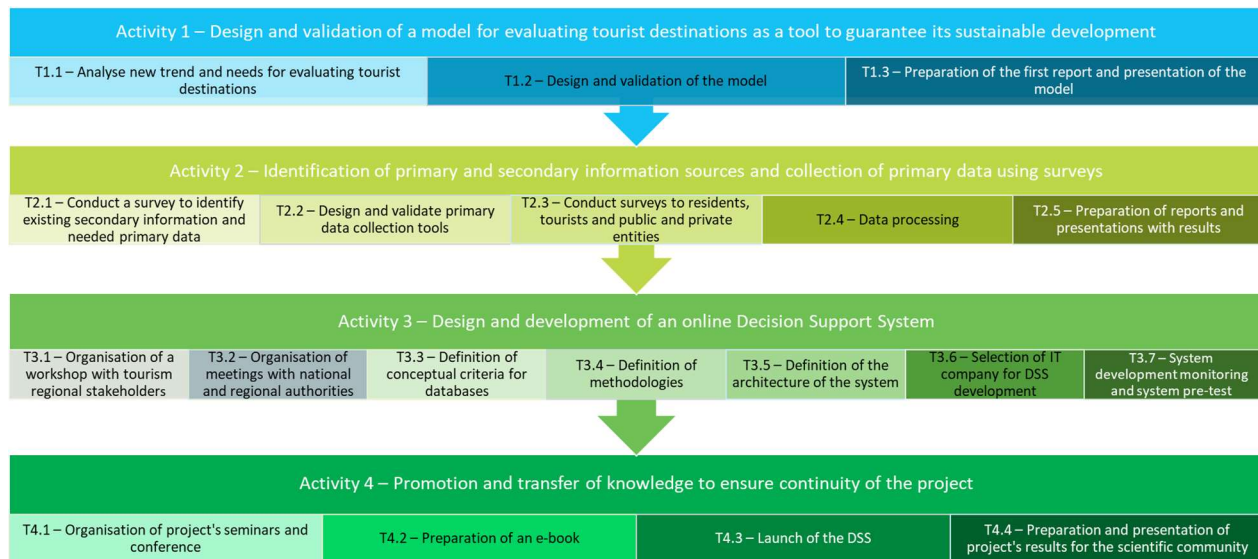 Activity 1 – Design and validation of a model for evaluating tourist destinations as a tool to guarantee its sustainable development
T1.1 – Analyse new trend and needs for evaluating tourist
destinations
T1.2 – Design and validation of the model
T1.3 – Preparation of the first report and presentation of the
model
Activity 2 – Identification of primary and secondary information sources and collection of primary data using surveys
T2.1 – Conduct a survey to identify
existing secondary information and
needed primary data
T2.2 – Design and validate primary
data collection tools
T2.3 – Conduct surveys to residents,
tourists and public and private
entities
T2.4 – Data processing
T2.5 – Preparation of reports and
presentations with results
Activity 3 – Design and development of an online Decision Support System
T3.1 – Organisation of a
workshop with tourism
regional stakeholders
T3.2 – Organisation of
meetings with national
and regional authorities
T3.3 – Definition of
conceptual criteria for
databases
T3.4 – Definition of
methodologies
T3.5 – Definition of the
architecture of the system
T3.6 – Selection of IT
company for DSS
development
T3.7 – System
development monitoring
and system pre-test
Activity 4 – Promotion and transfer of knowledge to ensure continuity of the project
T4.1 – Organisation of project's seminars and
conference
T4.2 – Preparation of an e-book
T4.3 – Launch of the DSS
T4.4 – Preparation and presentation of
project's results for the scientific community